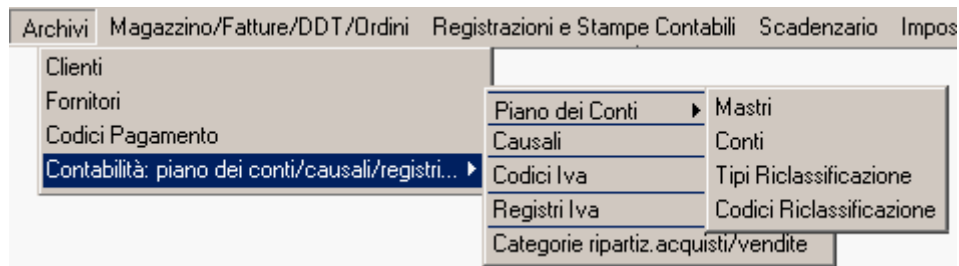 Archivi Magazzino/Fatture/DDT/Ordini Registrazioni e Stampe Contabili Scadenzario Impos
Clienti
Fornitori
Codici Pagamento
Contabilità: piano dei conti/causali/registri...
Piano dei Conti
Causali
Codici Iva
Registri Iva
Categorie ripartiz.acquisti/vendite
Mastri
Conti
Tipi Riclassificazione
Codici Riclassificazione